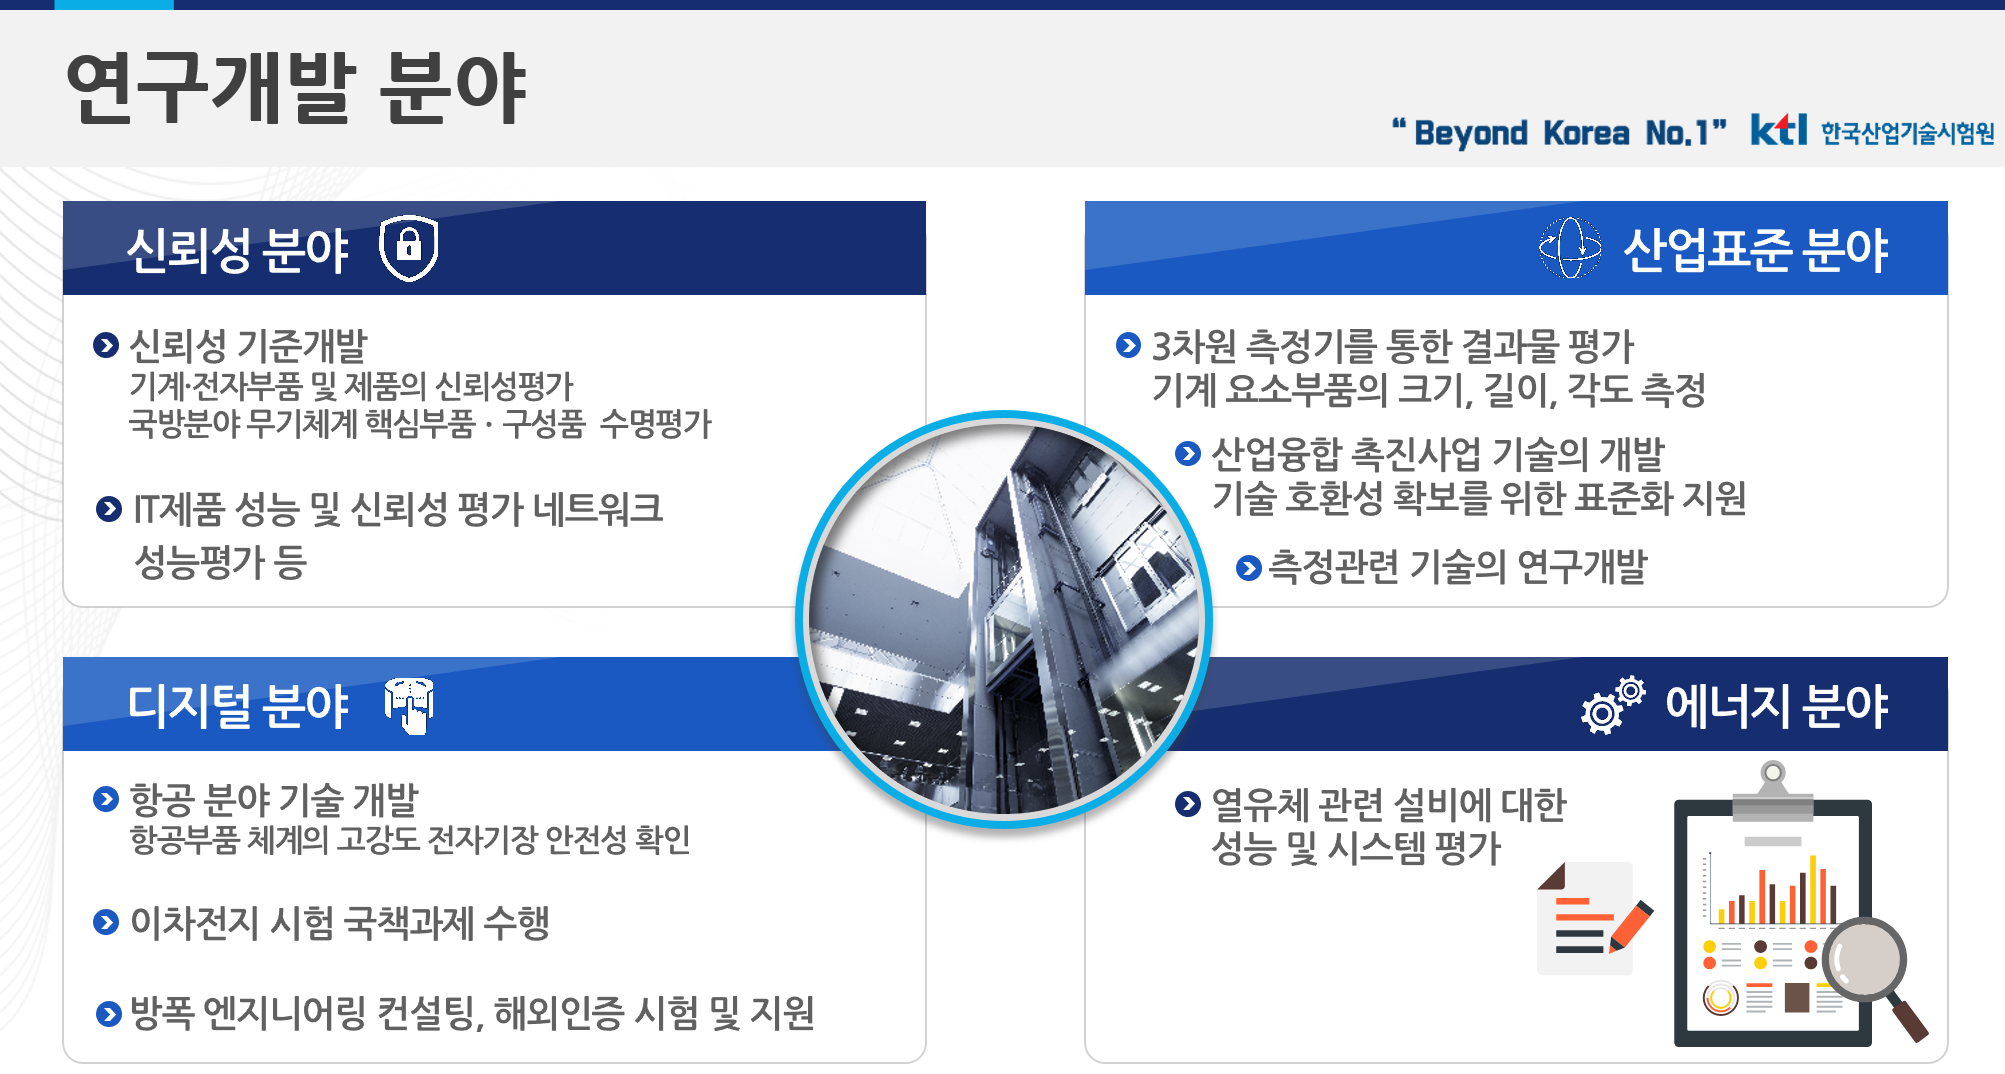 연구개발 분야
“ Beyond Korea No.1” ktl 한국산업기술시험원
신뢰성 분야
신뢰성 기준개발
기계·전자부품 및 제품의 신뢰성평가
국방분야 무기체계 핵심부품 · 구성품 수명평가
IT제품 성능 및 신뢰성 평가 네트워크
성능평가 등
산업표준 분야
3차원 측정기를 통한 결과물 평가
기계 요소부품의 크기, 길이, 각도 측정
산업융합 촉진사업 기술의 개발
기술 호환성 확보를 위한 표준화 지원
측정관련 기술의 연구개발
디지털 분야
항공 분야 기술 개발
항공부품 체계의 고강도 전자기장 안전성 확인
이차전지 시험 국책과제 수행
방폭 엔지니어링 컨설팅, 해외인증 시험 및 지원
에너지 분야
열유체 관련 설비에 대한
성능 및 시스템 평가